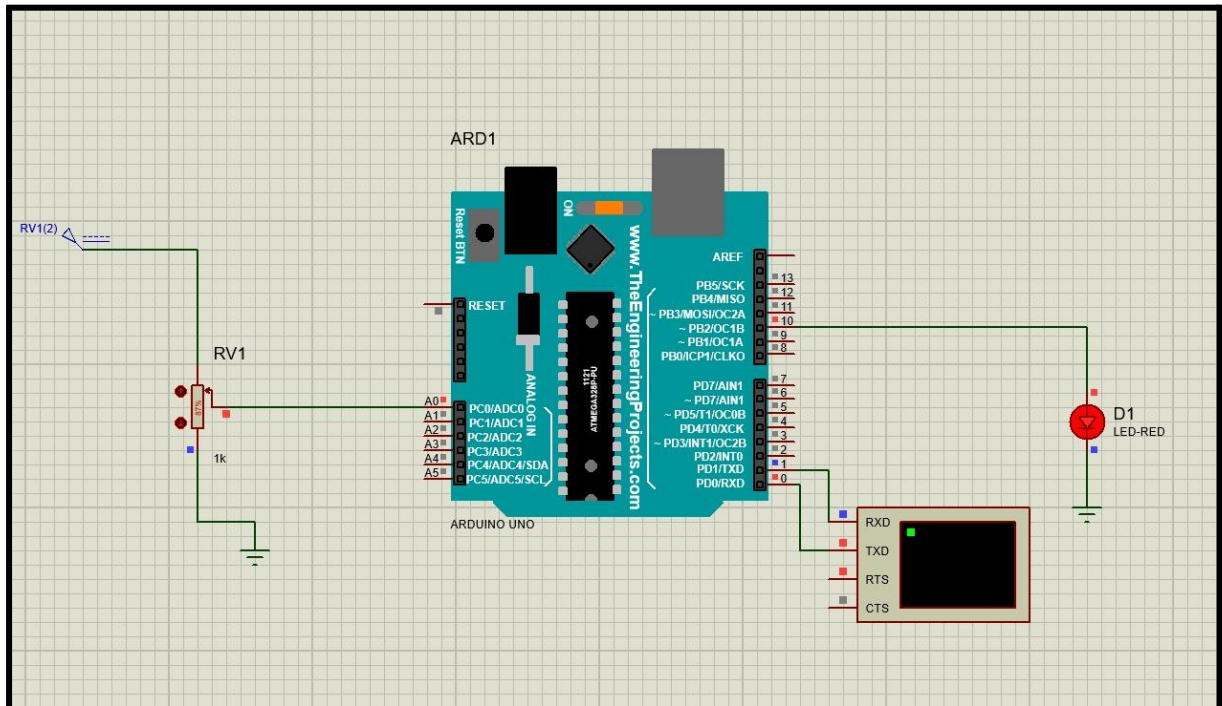 ARD1
RV1(2)
Reset BTN
ON
www.TheEngineeringProjects.com
RESET
AREF
PB5/SCK 13
PB4/MISO 12
~ PB3/MOSI/OC2A 11
~ PB2/OC1B 10
~ PB1/OC1A 9
PB0/ICP1/CLKO 8
RV1
87%
1k
ANALOG IN
1121
ATMEGA328P-PU
A0 PC0/ADC0
A1 PC1/ADC1
A2 PC2/ADC2
A3 PC3/ADC3
A4 PC4/ADC4/SDA
A5 PC5/ADC5/SCL
PD7/AIN1 7
~ PD7/AIN1 6
~ PD5/T1/OC0B 5
PD4/T0/XCK 4
~ PD3/INT1/OC2B 3
PD2/INT0 2
PD1/TXD 1
PD0/RXD 0
ARDUINO UNO
D1
LED-RED
RXD
TXD
RTS
CTS